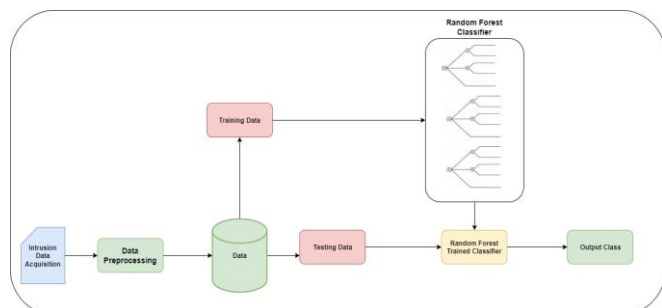 Random Forest
Classifier
Training Data
Intrusion
Data
Acquisition
Data
Preprocessing
Data
Testing Data
Random Forest
Trained Classifier
Output Class